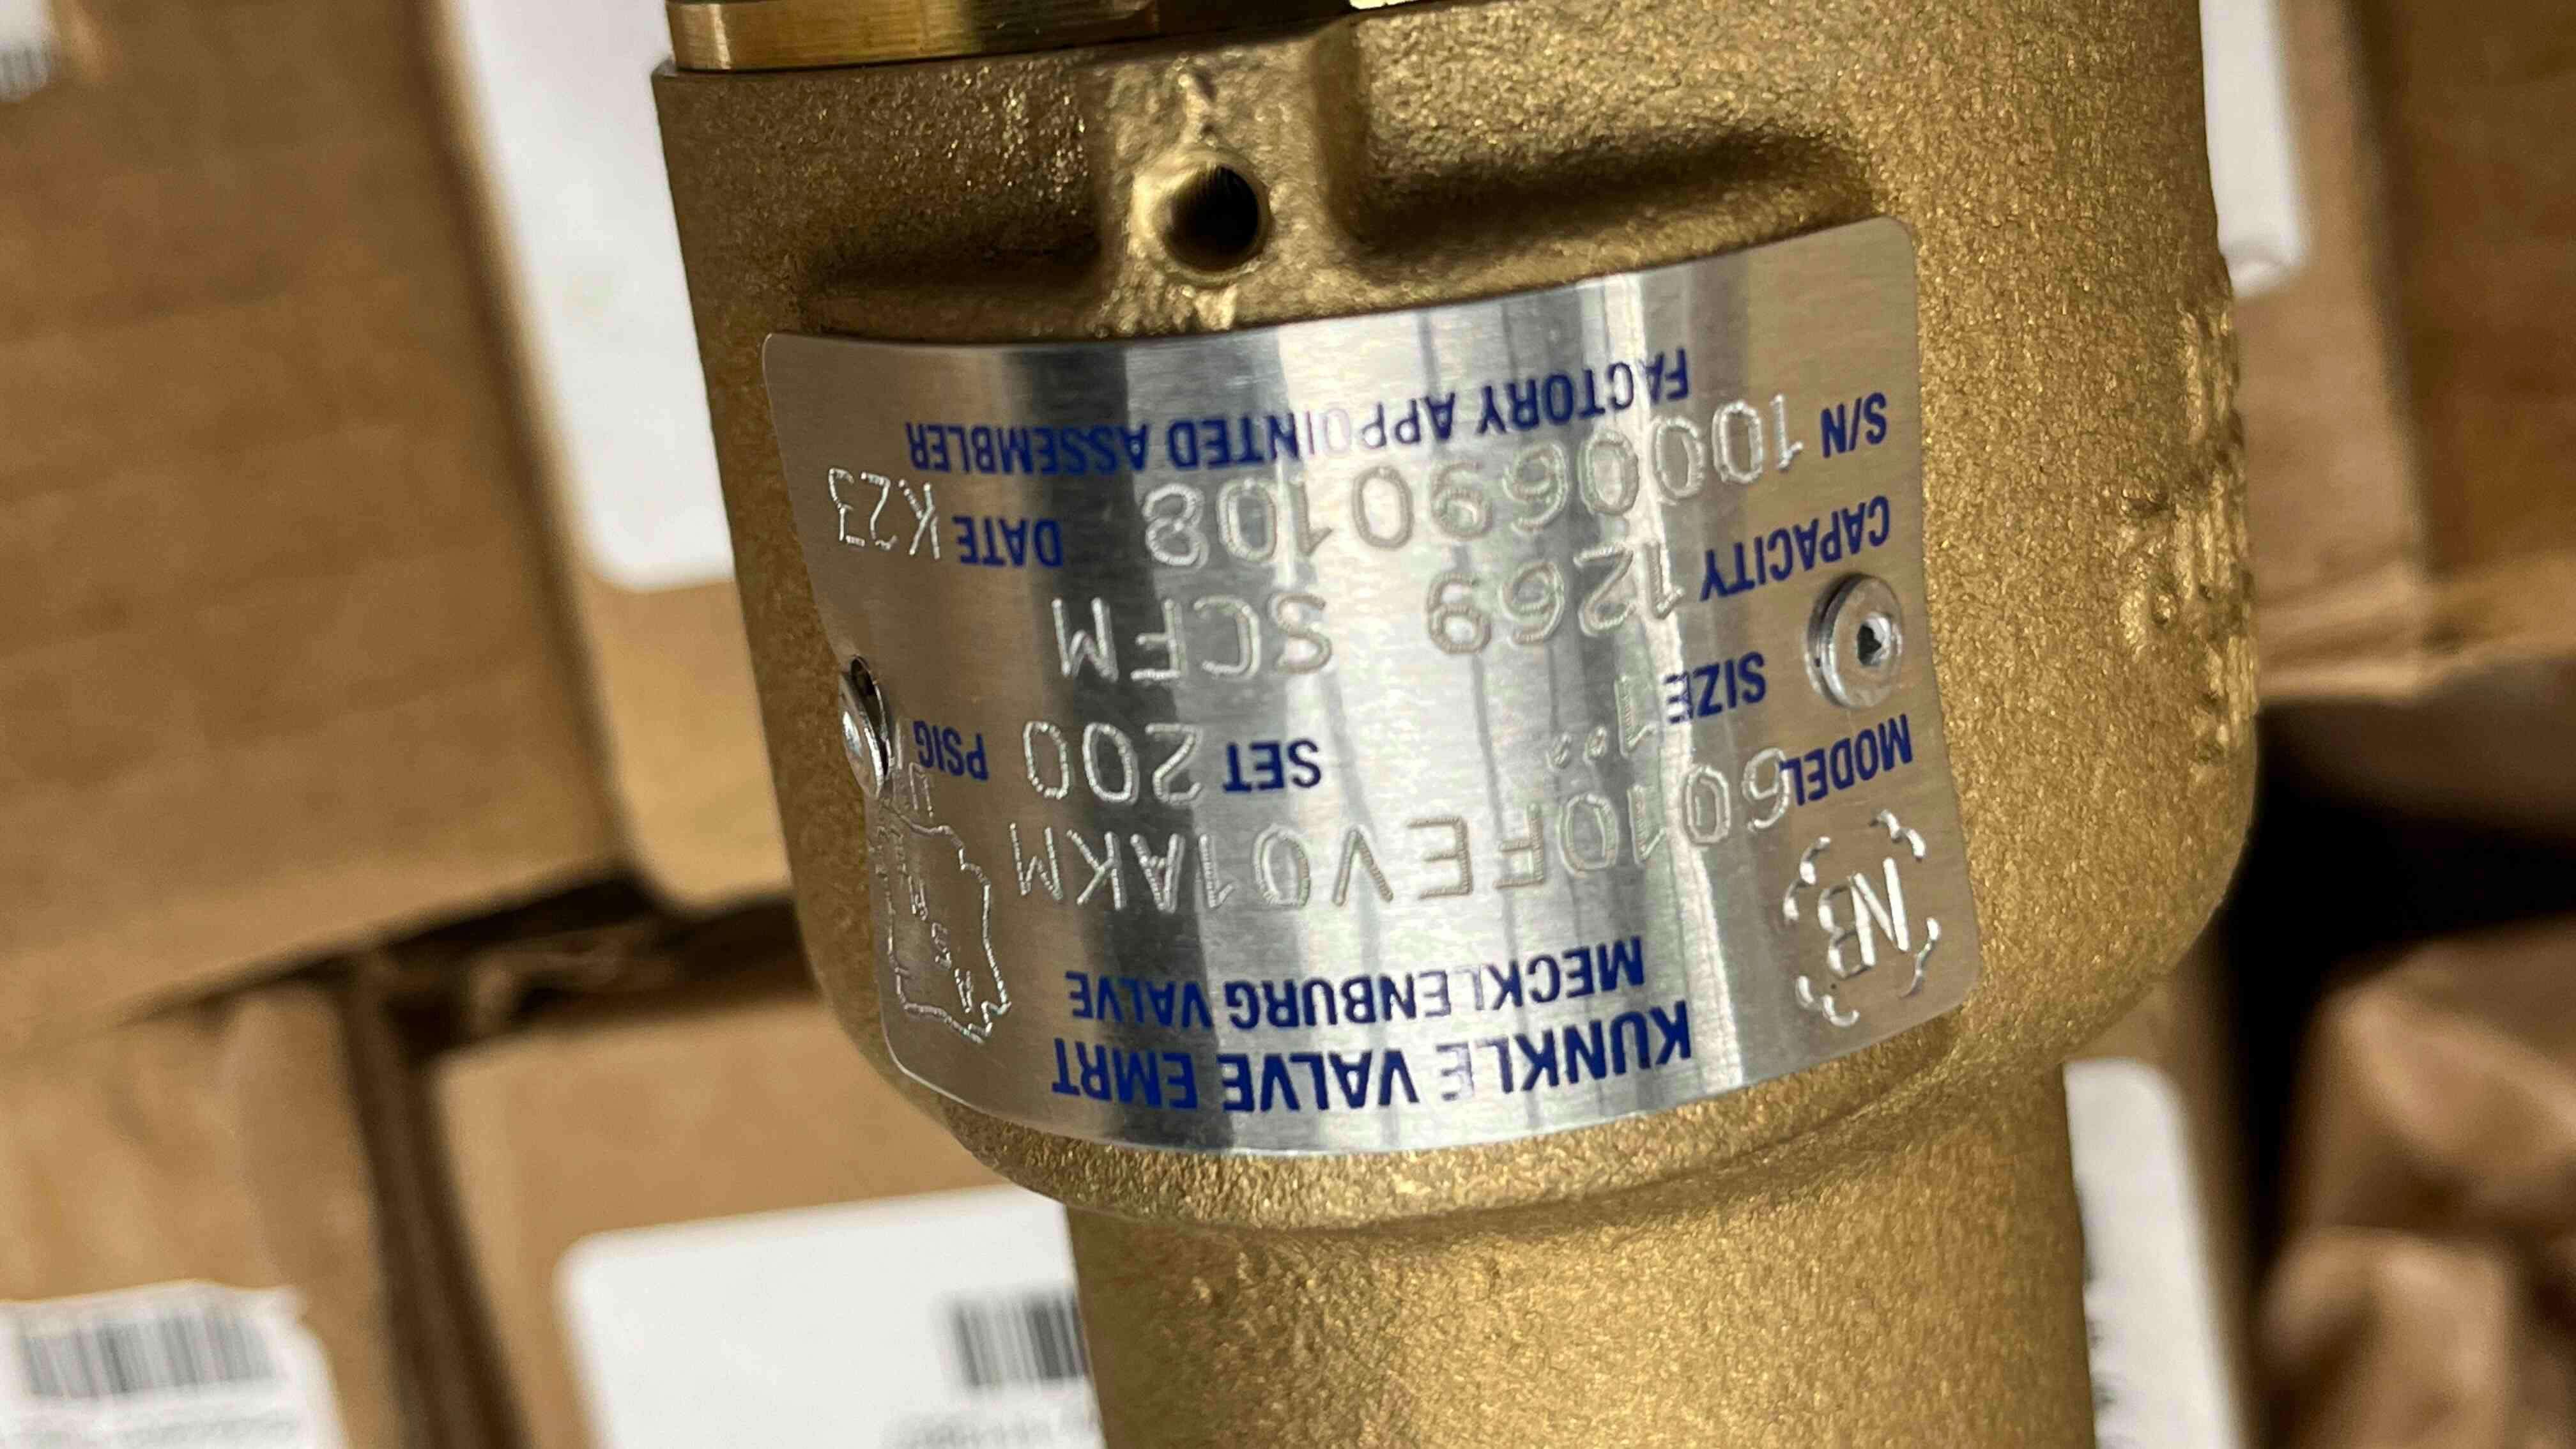 KUNKLE VALVE EMRT
MECKLENBURG VALVE
NB
MODEL 6010FEV01AKM
SIZE 1" SET 200 PSIG
CAPACITY 1269 SCFM
S/N 1000690108 DATE K23
FACTORY APPOINTED ASSEMBLER